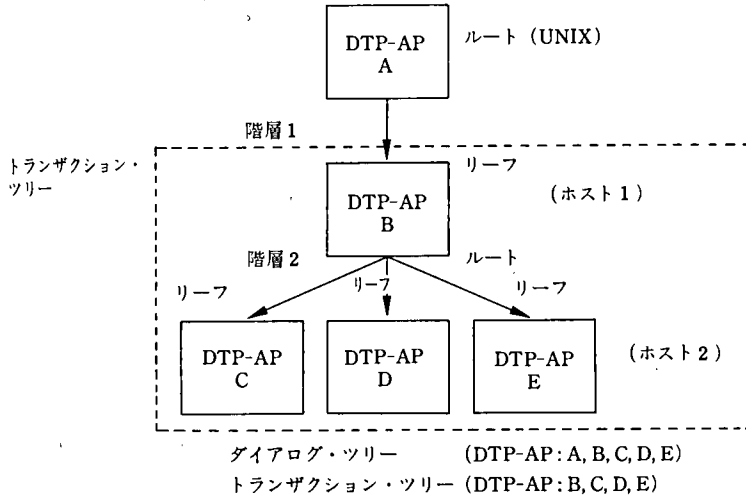 DTP-AP
A
ルート (UNIX)
階層1
トランザクション・
ツリー
リーフ
(ホスト1)
DTP-AP
B
階層2
ルート
リーフ
リーフ
リーフ
DTP-AP
C
DTP-AP
D
DTP-AP
E
(ホスト2)
ダイアログ・ツリー (DTP-AP: A, B, C, D, E)
トランザクション・ツリー (DTP-AP: B, C, D, E)